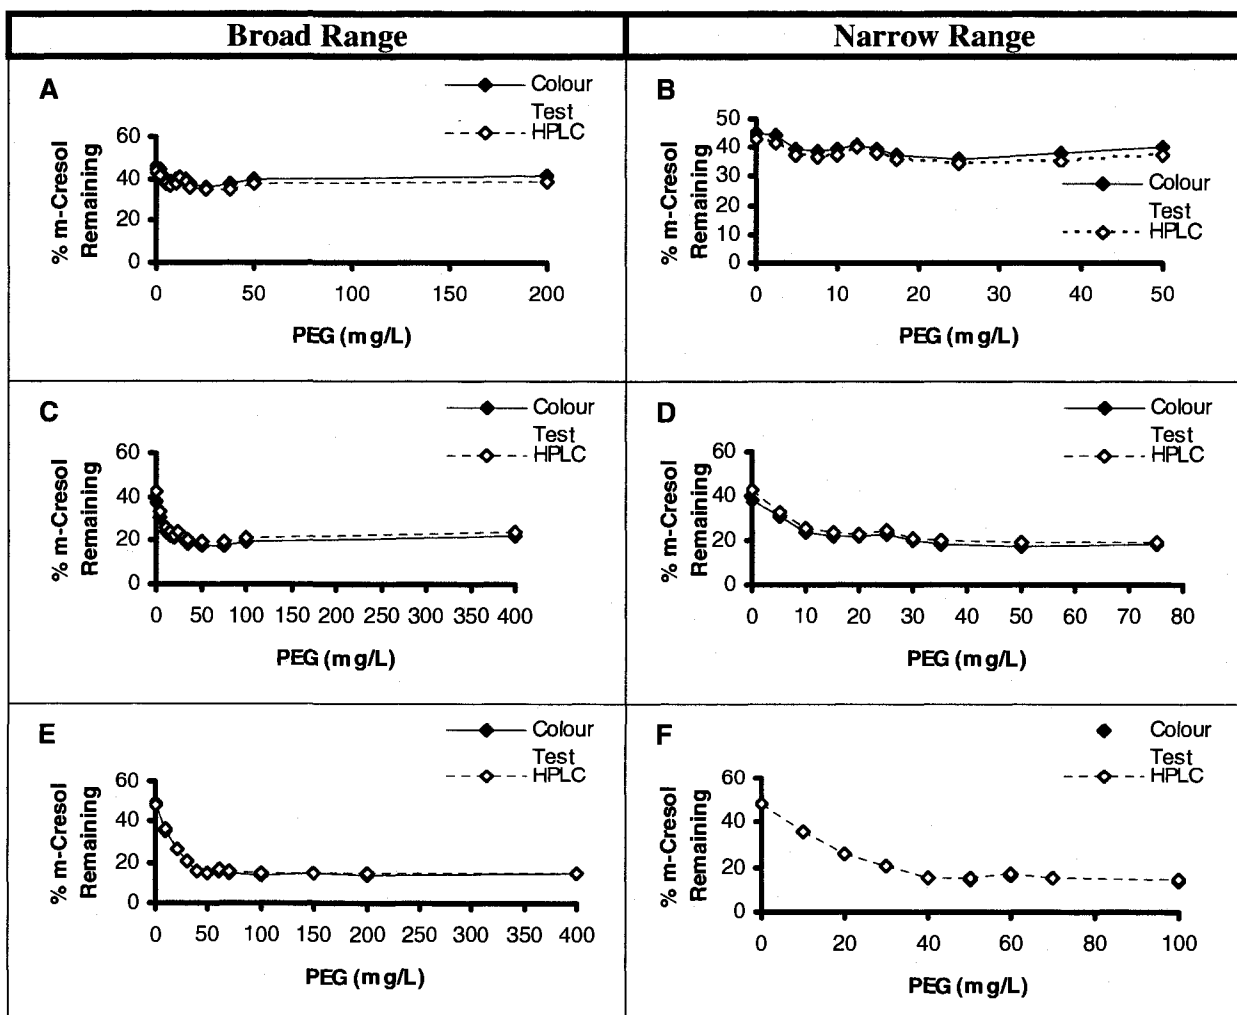 Broad Range
Narrow Range
A
Colour
Test
HPLC
60
40
20
0
% m-Cresol
Remaining
0 50 100 150 200
PEG (mg/L)
B
50
40
30
20
10
0
% m-Cresol
Remaining
Colour
Test
HPLC
0 10 20 30 40 50
PEG (mg/L)
C
Colour
Test
HPLC
60
40
20
0
% m-Cresol
Remaining
0 50 100 150 200 250 300 350 400
PEG (mg/L)
D
Colour
Test
HPLC
60
40
20
0
% m-Cresol
Remaining
0 10 20 30 40 50 60 70 80
PEG (mg/L)
E
Colour
Test
HPLC
60
40
20
0
% m-Cresol
Remaining
0 50 100 150 200 250 300 350 400
PEG (mg/L)
F
Colour
Test
HPLC
60
40
20
0
% m-Cresol
Remaining
0 20 40 60 80 100
PEG (mg/L)